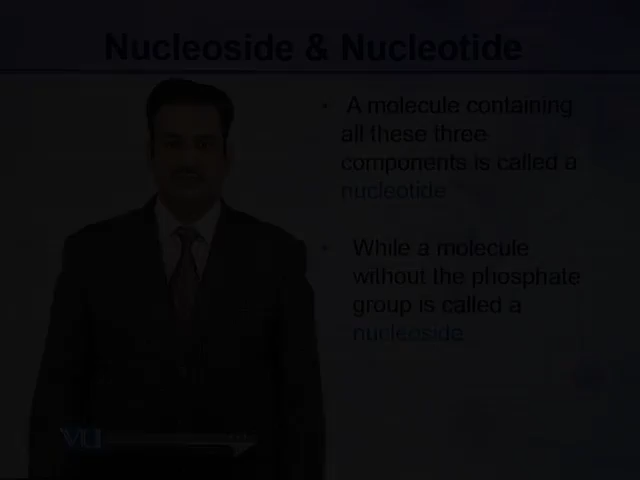 Nucleoside & Nucleotide
• A molecule containing
all these three
components is called a
nucleotide
• While a molecule
without the phosphate
group is called a
nucleoside.
VU